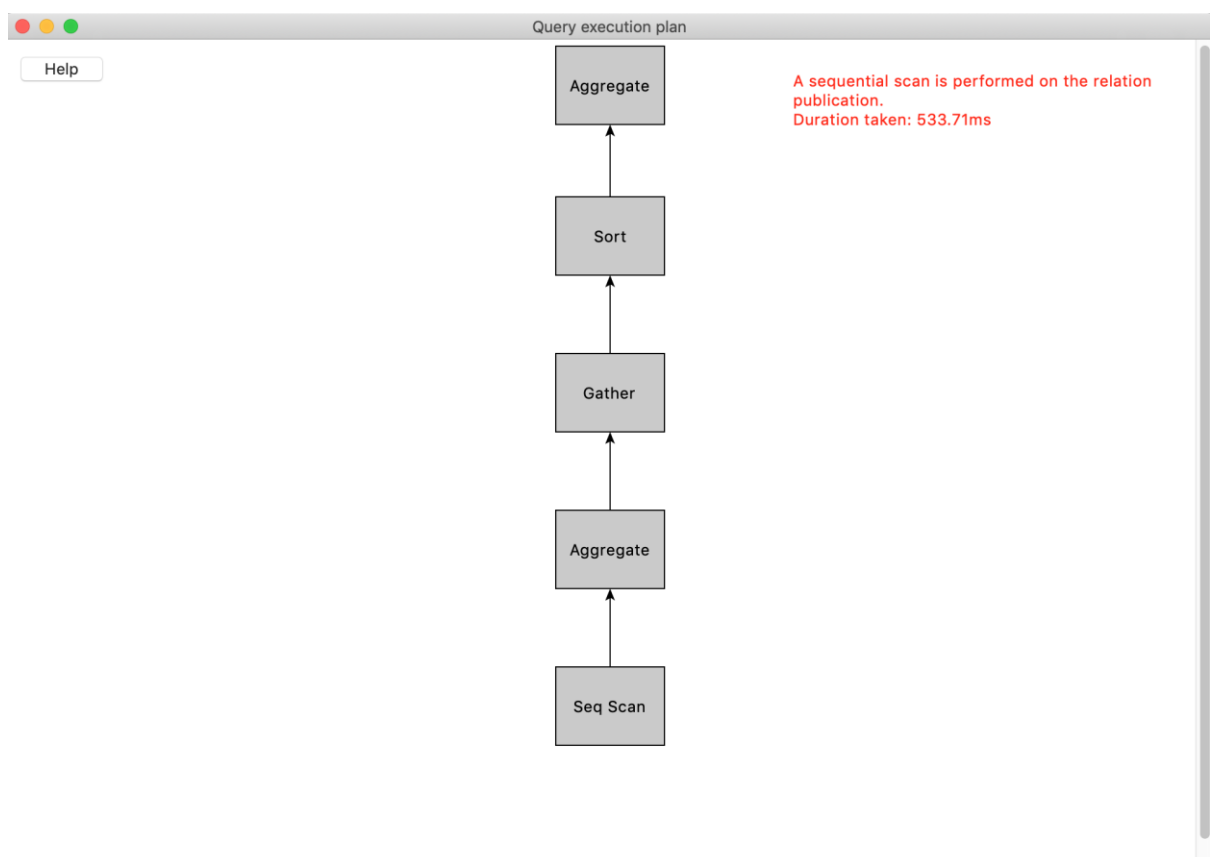 Query execution plan
Help
Aggregate
A sequential scan is performed on the relation
publication.
Duration taken: 533.71ms
Sort
Gather
Aggregate
Seq Scan